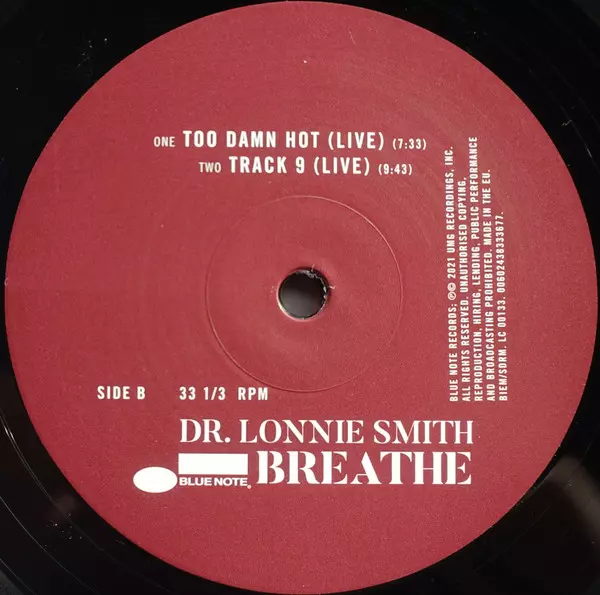 ONE TOO DAMN HOT (LIVE) (7:33)
TWO TRACK 9 (LIVE) (9:43)
BLUE NOTE RECORDS; ℗© 2021 UMG RECORDINGS, INC.
ALL RIGHTS RESERVED. UNAUTHORISED COPYING,
REPRODUCTION, HIRING, LENDING, PUBLIC PERFORMANCE
AND BROADCASTING PROHIBITED. MADE IN THE EU.
BIEM/SDRM. LC 00133. 00602438333677.
SIDE B 33 1/3 RPM
DR. LONNIE SMITH
BLUE NOTE® BREATHE